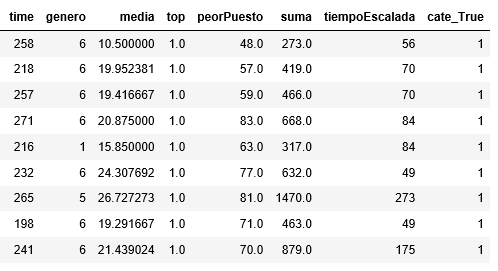 time genero media top peorPuesto suma tiempoEscalada cate_True
258 6 10.500000 1.0 48.0 273.0 56 1
218 6 19.952381 1.0 57.0 419.0 70 1
257 6 19.416667 1.0 59.0 466.0 70 1
271 6 20.875000 1.0 83.0 668.0 84 1
216 1 15.850000 1.0 63.0 317.0 84 1
232 6 24.307692 1.0 77.0 632.0 49 1
265 5 26.727273 1.0 81.0 1470.0 273 1
198 6 19.291667 1.0 71.0 463.0 49 1
241 6 21.439024 1.0 70.0 879.0 175 1